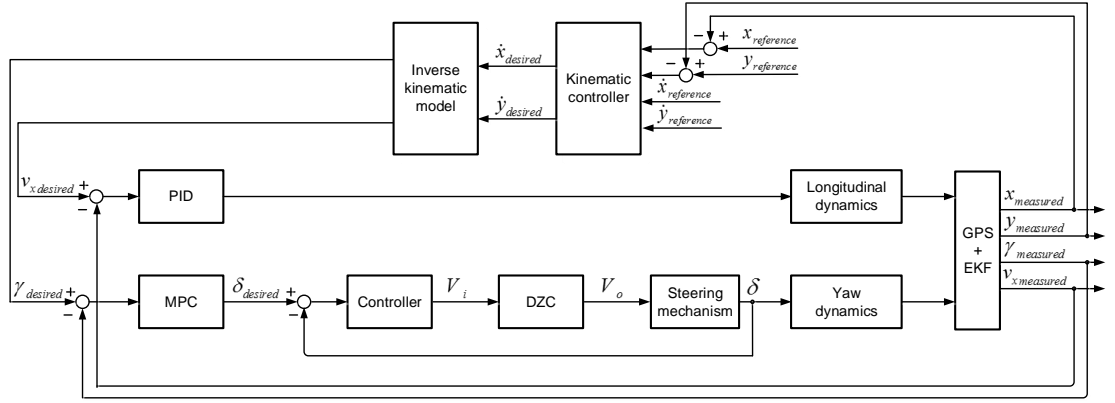 − + x_reference
− + y_reference
ẋ_reference
ẏ_reference
Kinematic
controller
ẋ_desired
ẏ_desired
Inverse
kinematic
model
v_x desired
+
−
PID
Longitudinal
dynamics
GPS
+
EKF
x_measured
y_measured
γ_measured
v_x measured
γ_desired
+
−
MPC
δ_desired
+
−
Controller
V_i
DZC
V_o
Steering
mechanism
δ
Yaw
dynamics